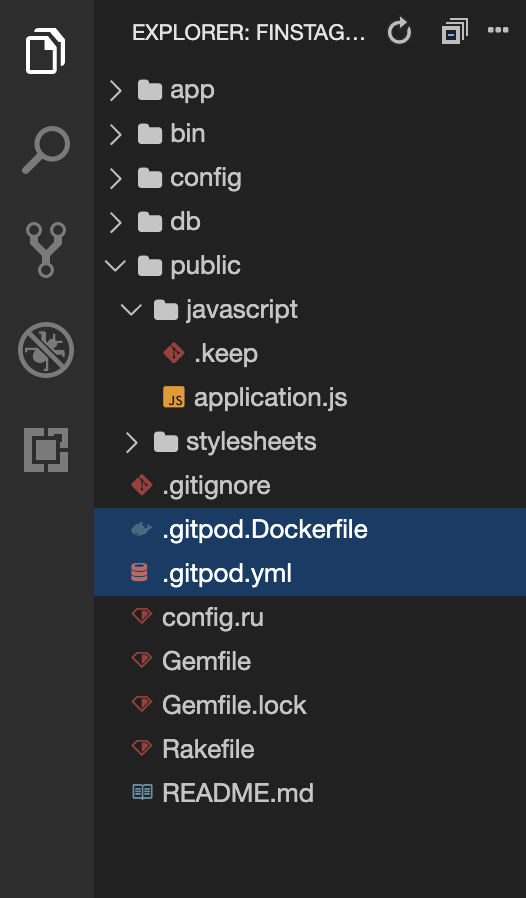 EXPLORER: FINSTAG...
app
bin
config
db
public
javascript
.keep
JS application.js
stylesheets
.gitignore
.gitpod.Dockerfile
.gitpod.yml
config.ru
Gemfile
Gemfile.lock
Rakefile
README.md